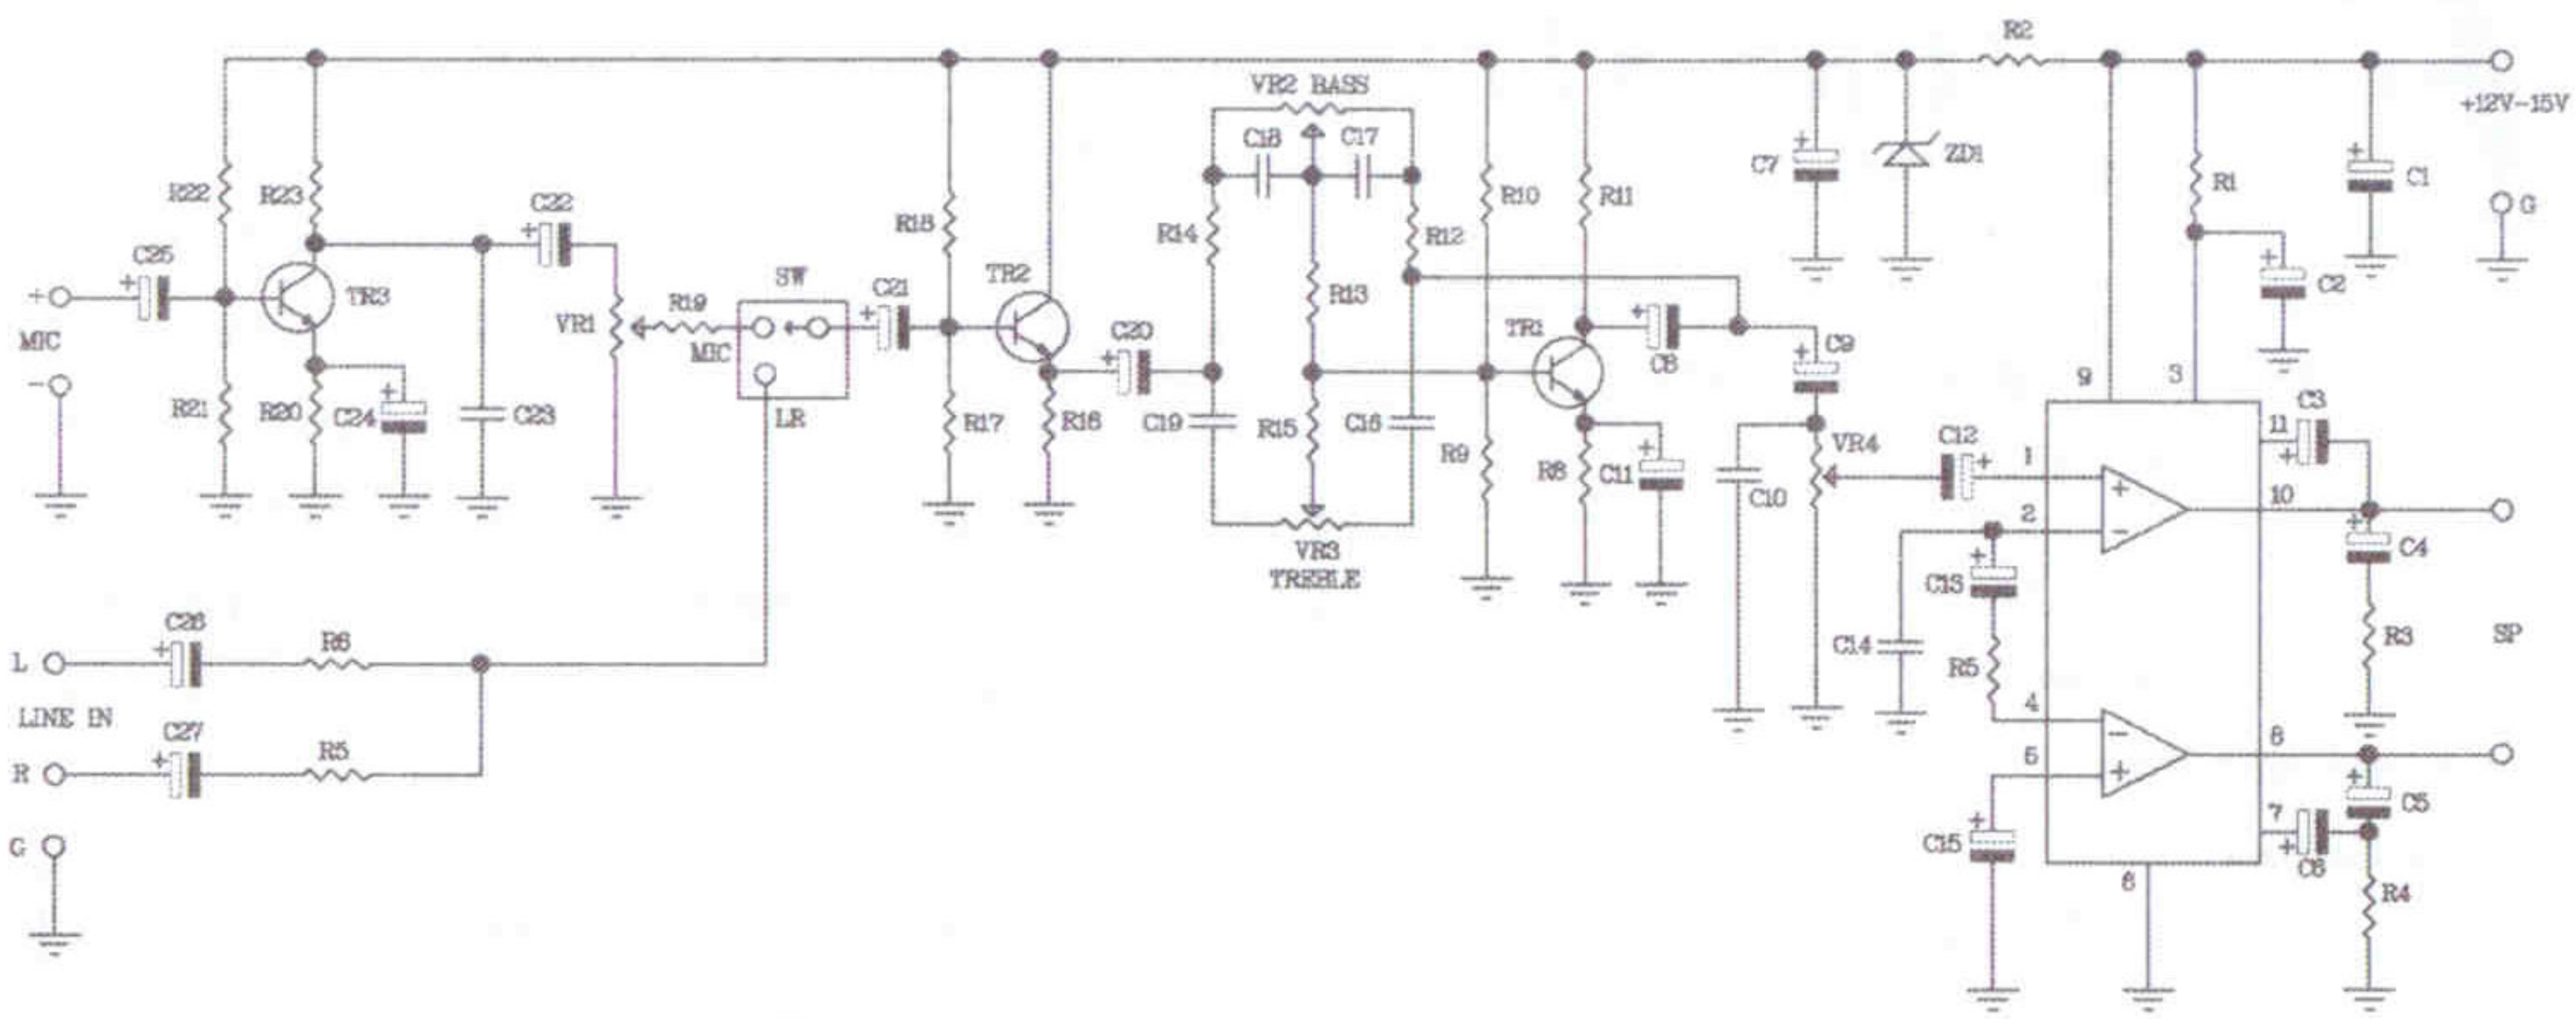 R2
VR2 BASS
+12V-15V
C18
C17
C7
ZD1
R1
C1
R22
R23
C22
R18
R10
R11
G
R14
R12
C25
SW
TR2
C2
TR3
C21
R13
+
MIC
-
VR1
R19
MIC
C20
TR1
C8
C9
9
3
R21
R20
C24
C23
LR
R17
R16
C19
R15
C16
R9
R8
C11
C10
VR4
C12
1
11
C3
2
10
VR3
TREBLE
C13
C4
C26
R6
L
LINE IN
C14
R5
R3
SP
4
8
C27
R5
R
5
C15
7
C5
C6
G
6
R4